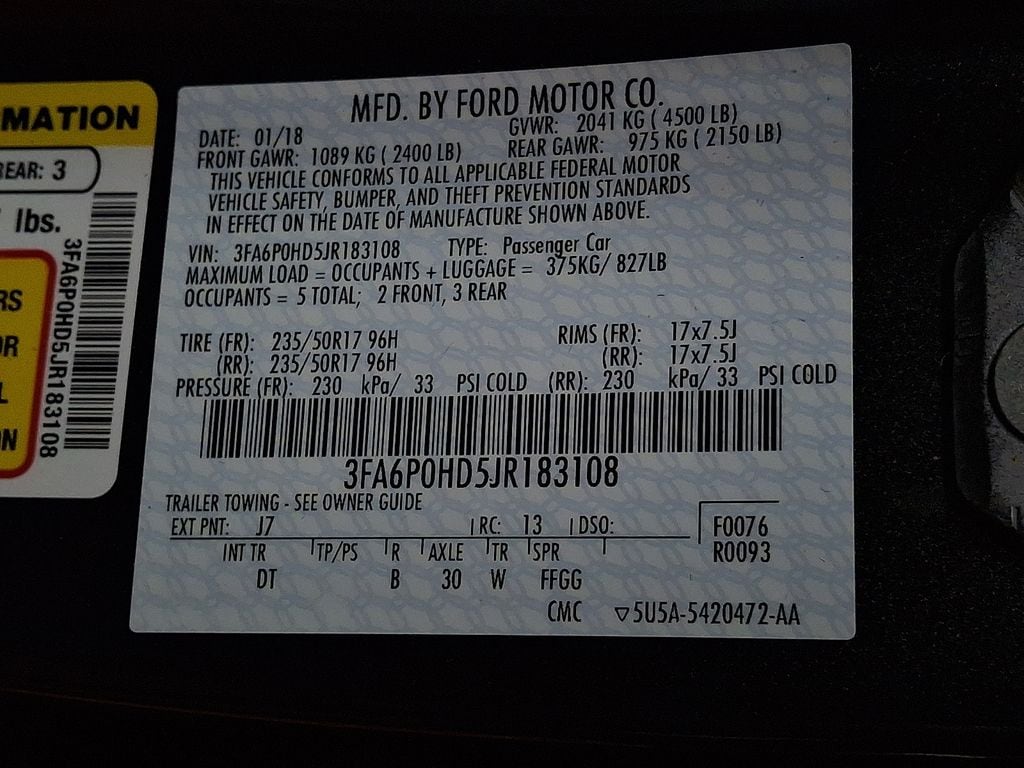 MATION
EAR: 3
lbs.
RS
OR
L
ON
3FA6P0HD5JR183108
MFD. BY FORD MOTOR CO.
DATE: 01/18 GVWR: 2041 KG ( 4500 LB)
FRONT GAWR: 1089 KG ( 2400 LB) REAR GAWR: 975 KG ( 2150 LB)
THIS VEHICLE CONFORMS TO ALL APPLICABLE FEDERAL MOTOR
VEHICLE SAFETY, BUMPER, AND THEFT PREVENTION STANDARDS
IN EFFECT ON THE DATE OF MANUFACTURE SHOWN ABOVE.
VIN: 3FA6P0HD5JR183108 TYPE: Passenger Car
MAXIMUM LOAD = OCCUPANTS + LUGGAGE = 375KG/ 827LB
OCCUPANTS = 5 TOTAL; 2 FRONT, 3 REAR
TIRE (FR): 235/50R17 96H RIMS (FR): 17x7.5J
(RR): 235/50R17 96H (RR): 17x7.5J
PRESSURE (FR): 230 kPa/ 33 PSI COLD (RR): 230 kPa/ 33 PSI COLD
3FA6P0HD5JR183108
TRAILER TOWING - SEE OWNER GUIDE
EXT PNT: J7 RC: 13 DSO: F0076
R0093
INT TR TP/PS R AXLE TR SPR
DT B 30 W FFGG
CMC ▽5U5A-5420472-AA